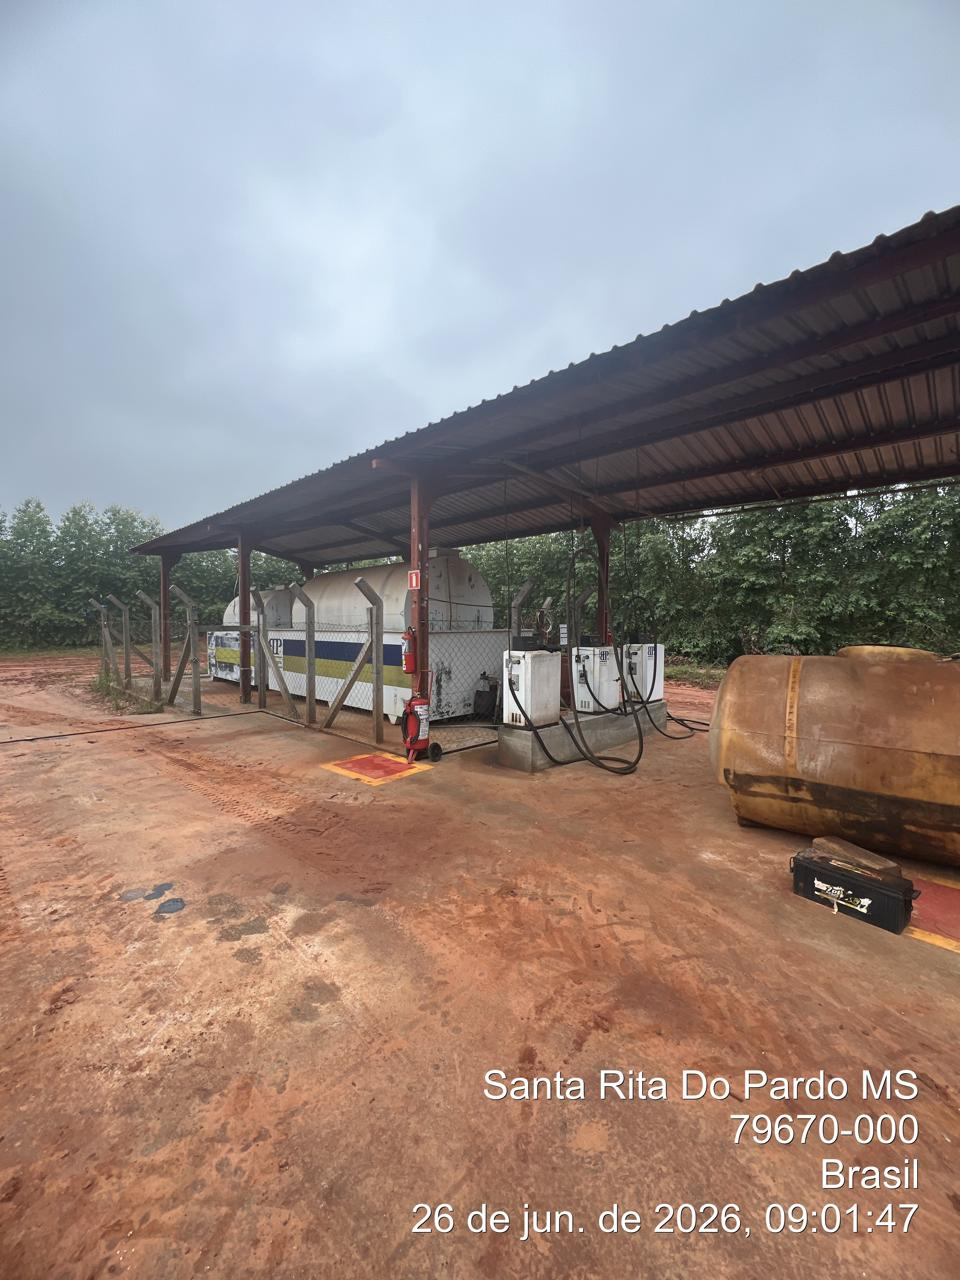 Santa Rita Do Pardo MS
79670-000
Brasil
26 de jun. de 2026, 09:01:47